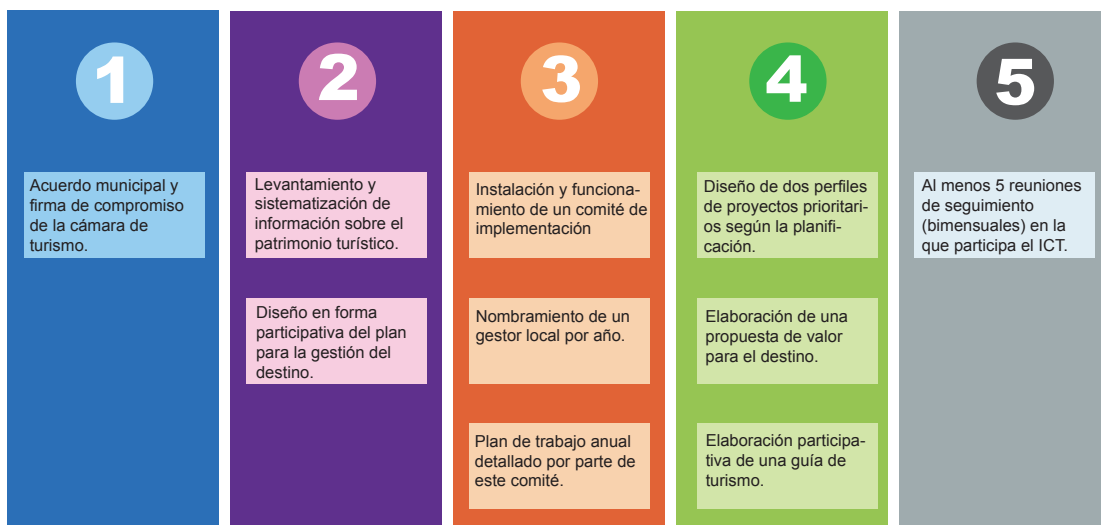 1
Acuerdo municipal y
firma de compromiso
de la cámara de
turismo.
2
Levantamiento y
sistematización de
información sobre el
patrimonio turístico.
Diseño en forma
participativa del plan
para la gestión del
destino.
3
Instalación y funciona-
miento de un comité de
implementación
Nombramiento de un
gestor local por año.
Plan de trabajo anual
detallado por parte de
este comité.
4
Diseño de dos perfiles
de proyectos prioritari-
os según la planifi-
cación.
Elaboración de una
propuesta de valor
para el destino.
Elaboración participa-
tiva de una guía de
turismo.
5
Al menos 5 reuniones
de seguimiento
(bimensuales) en la
que participa el ICT.